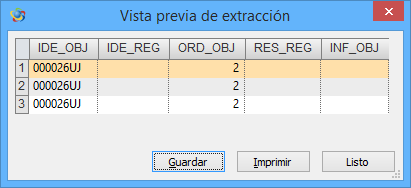 Vista previa de extracción
IDE_OBJ IDE_REG ORD_OBJ RES_REG INF_OBJ
1 000026UJ 2
2 000026UJ 2
3 000026UJ 2
Guardar Imprimir Listo